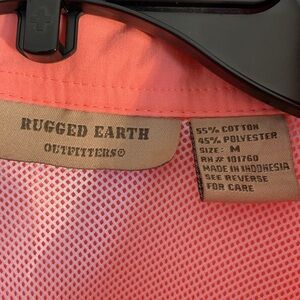 RUGGED EARTH
OUTFITTERS®
55% COTTON
45% POLYESTER
SIZE: M
RN# 101760
MADE IN INDONESIA
SEE REVERSE
FOR CARE